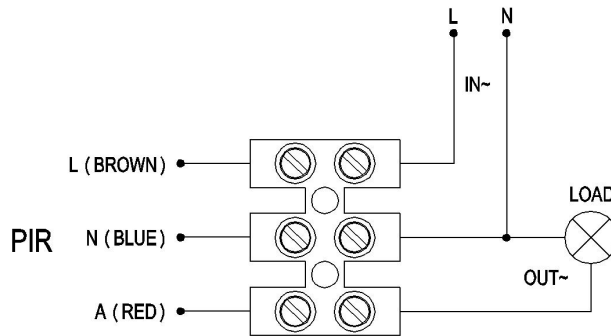 L N
IN~
L (BROWN)
LOAD
PIR N (BLUE)
OUT~
A (RED)